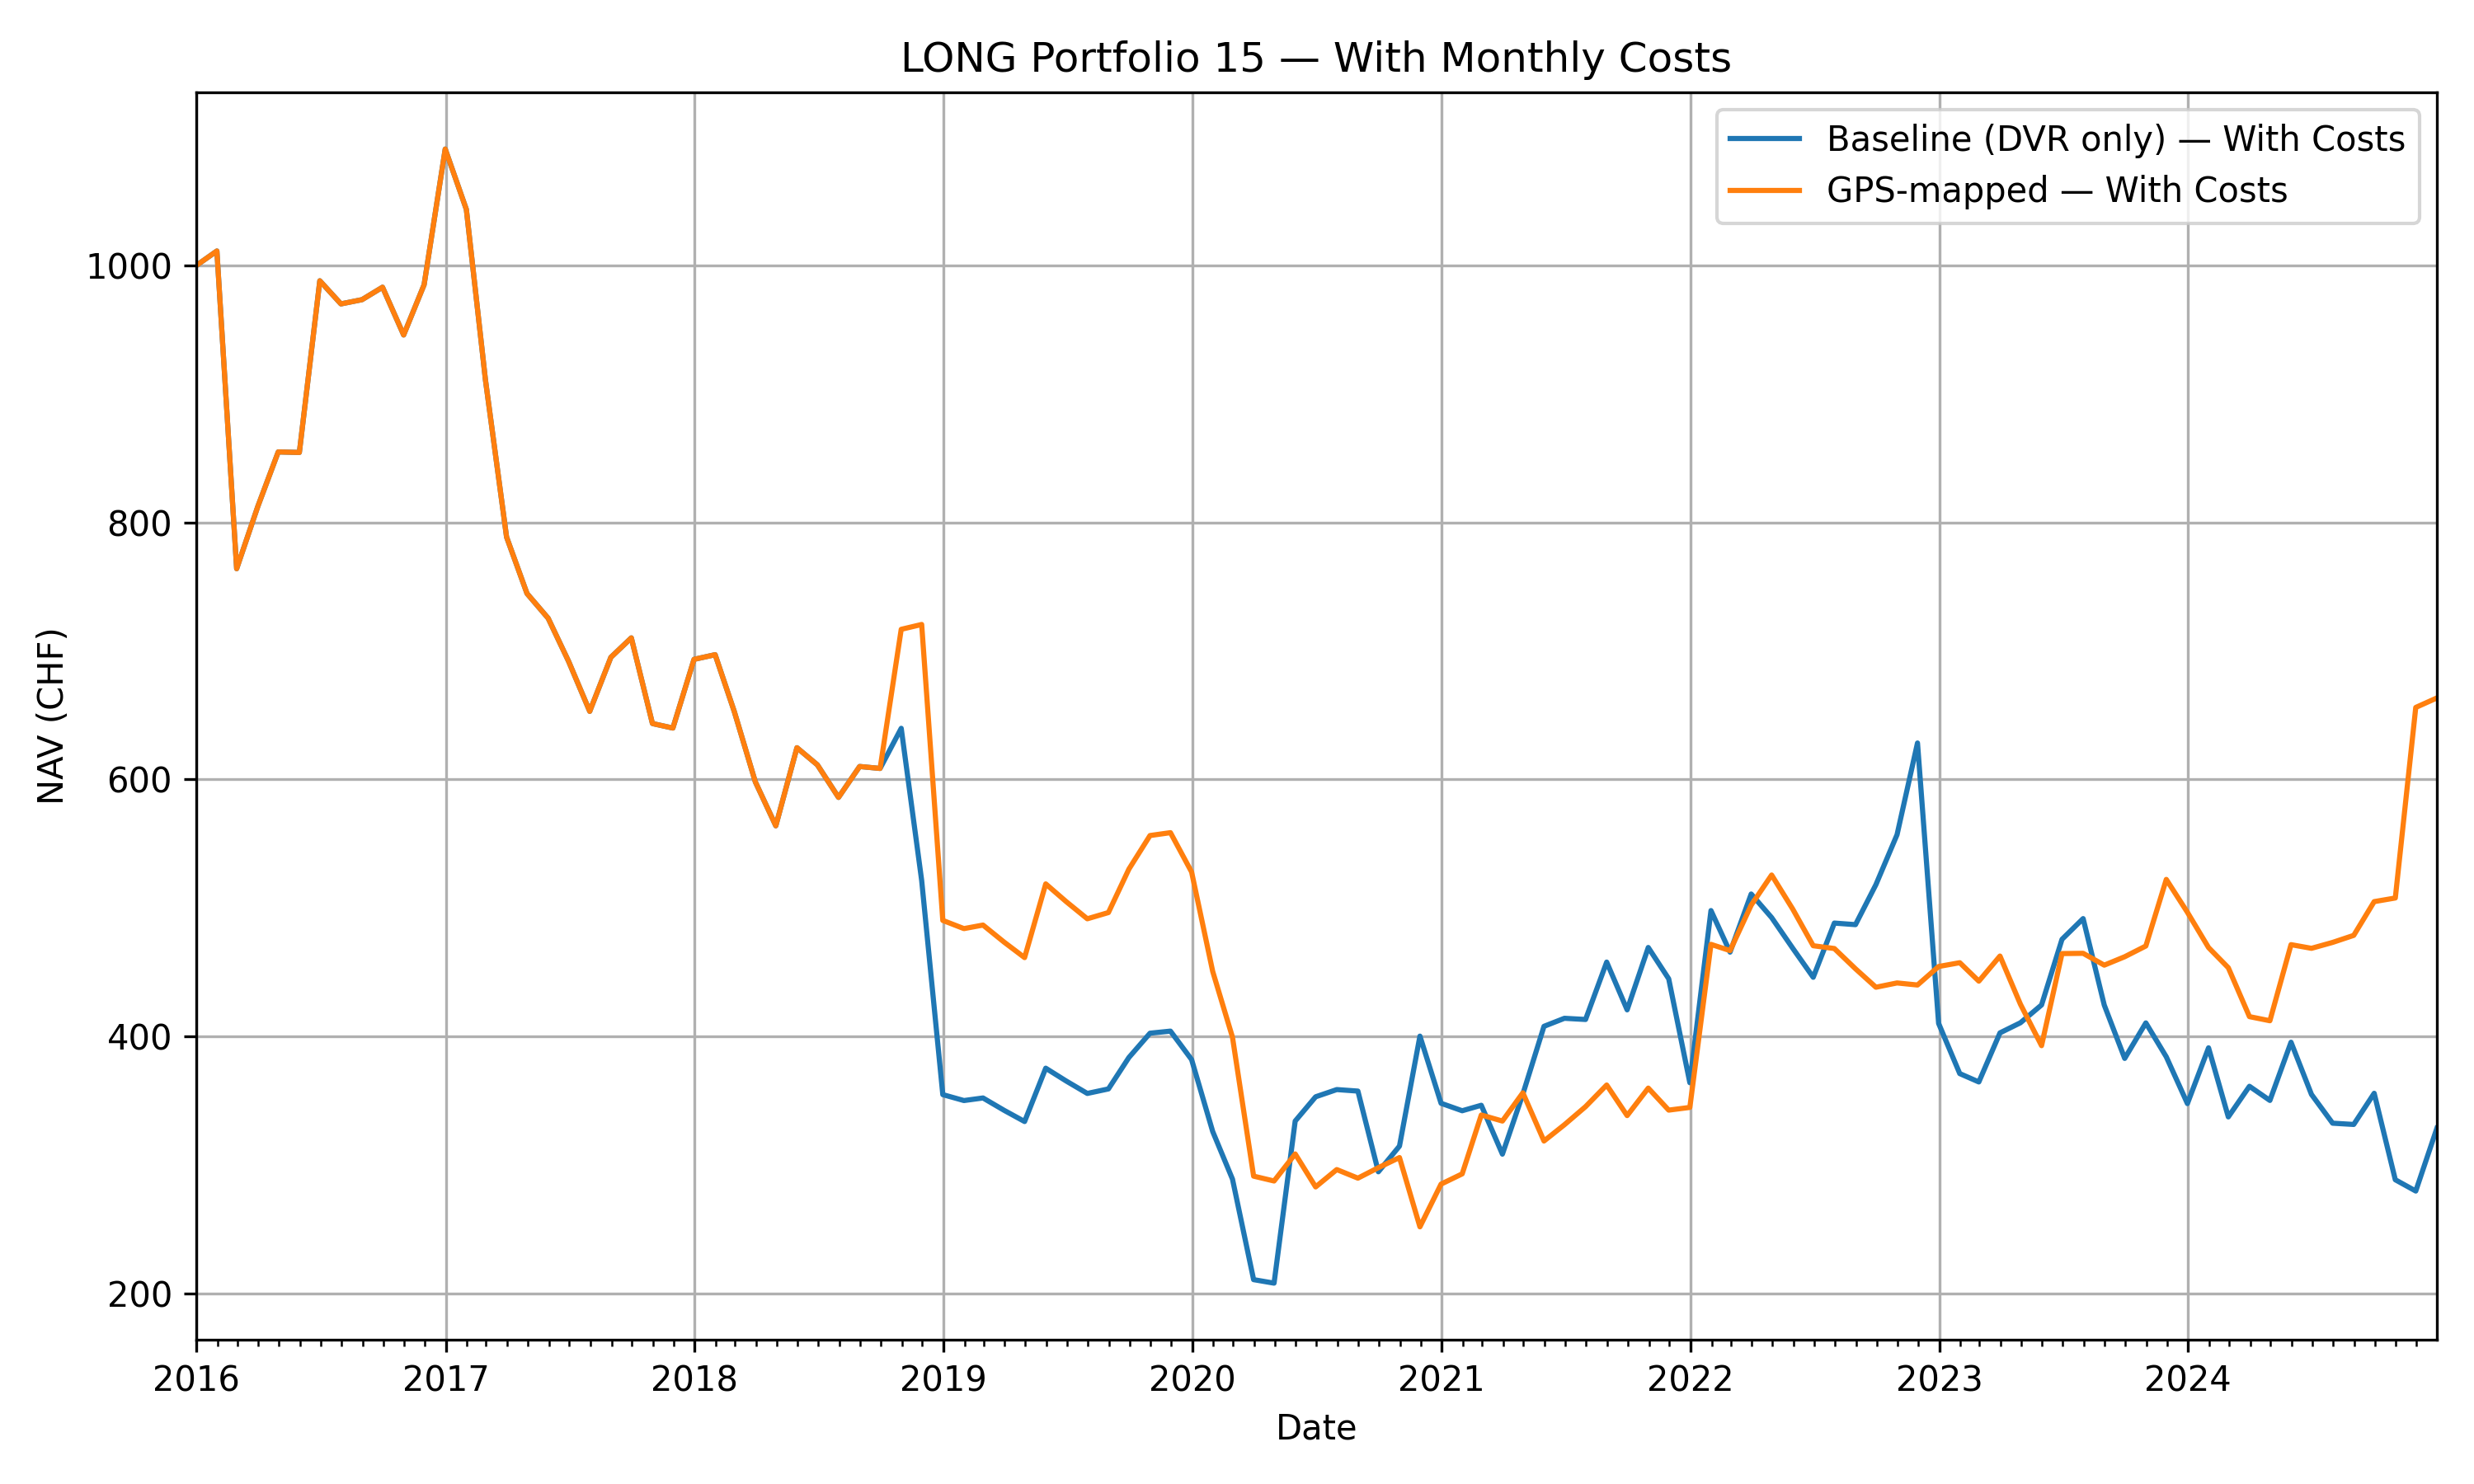 LONG Portfolio 15 — With Monthly Costs
Baseline (DVR only) — With Costs
GPS-mapped — With Costs
NAV (CHF)
1000
800
600
400
200
2016
2017
2018
2019
2020
2021
2022
2023
2024
Date